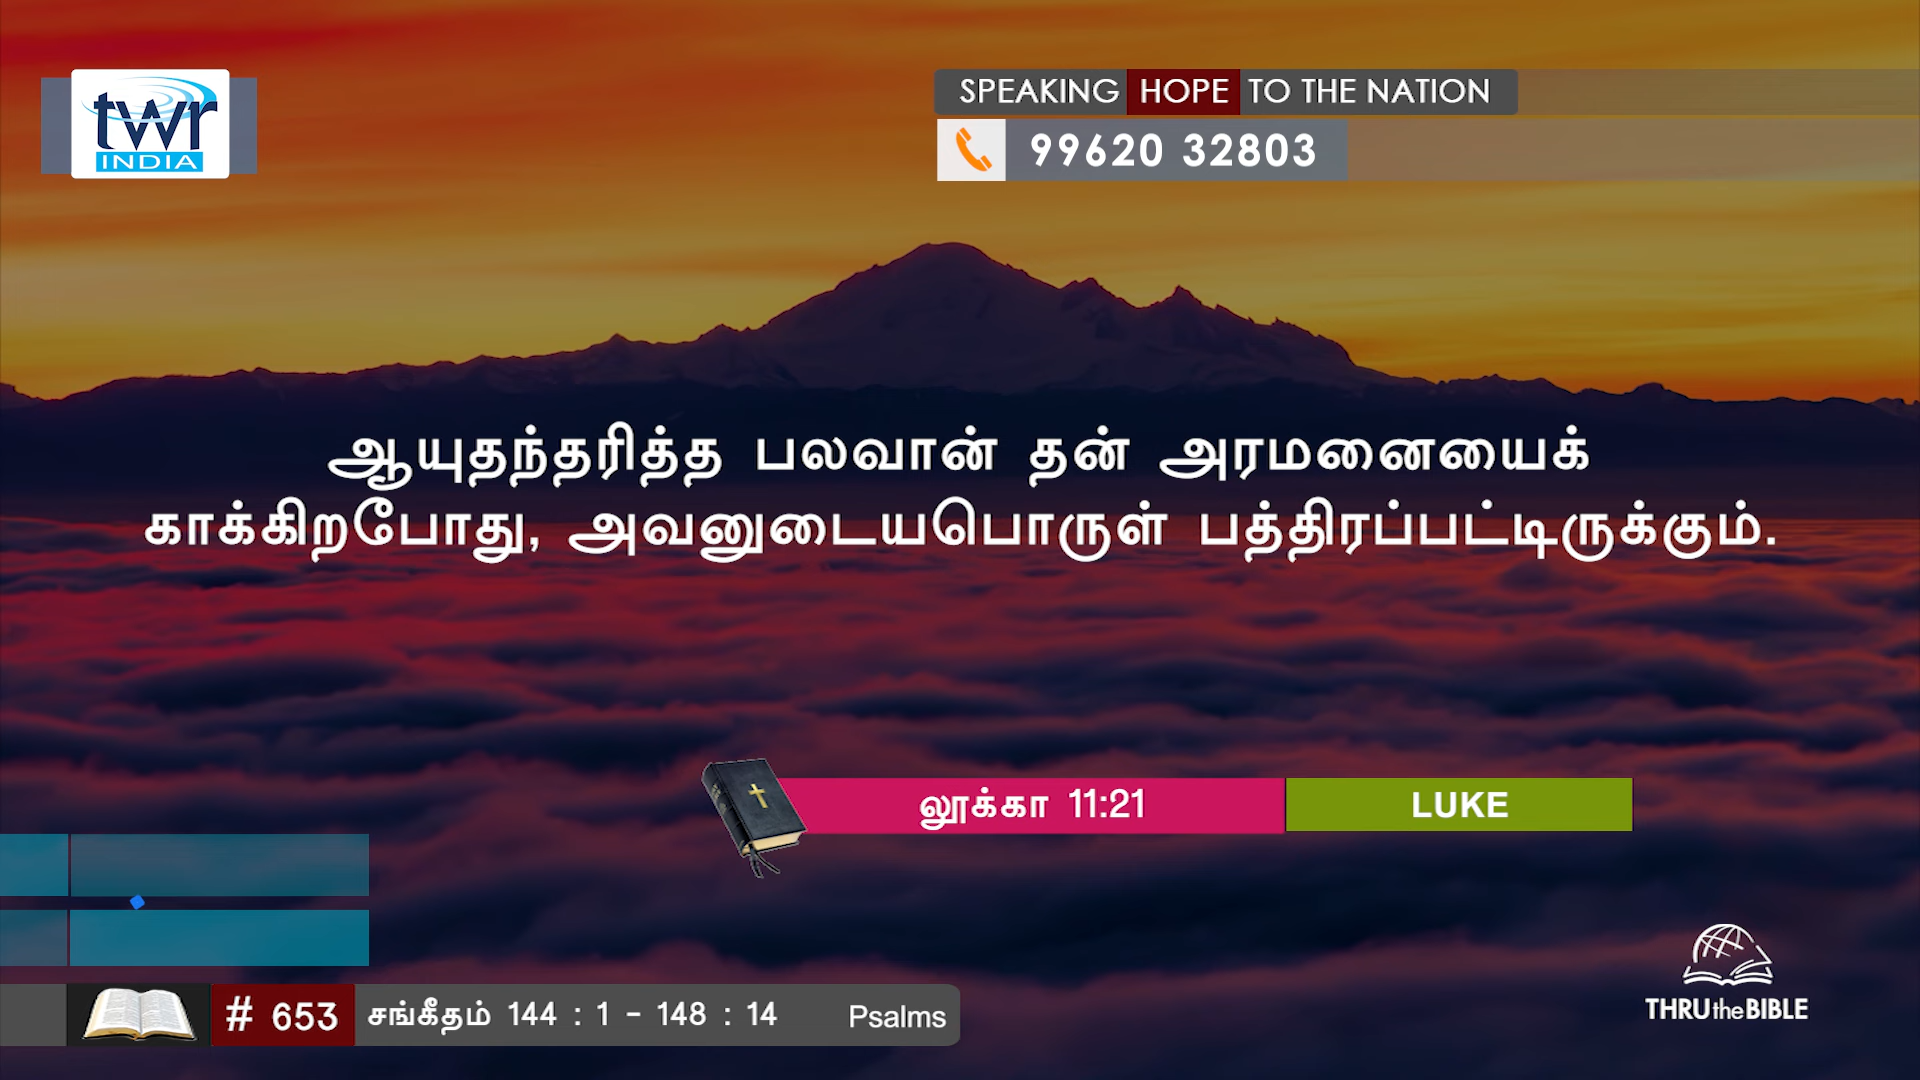 twr
INDIA
SPEAKING HOPE TO THE NATION
99620 32803
ஆயுதந்தரித்த பலவான் தன் அரமனையைக்
காக்கிறபோது, அவனுடையபொருள் பத்திரப்பட்டிருக்கும்.
லூக்கா 11:21 LUKE
# 653 சங்கீதம் 144 : 1 - 148 : 14 Psalms
THRU the BIBLE